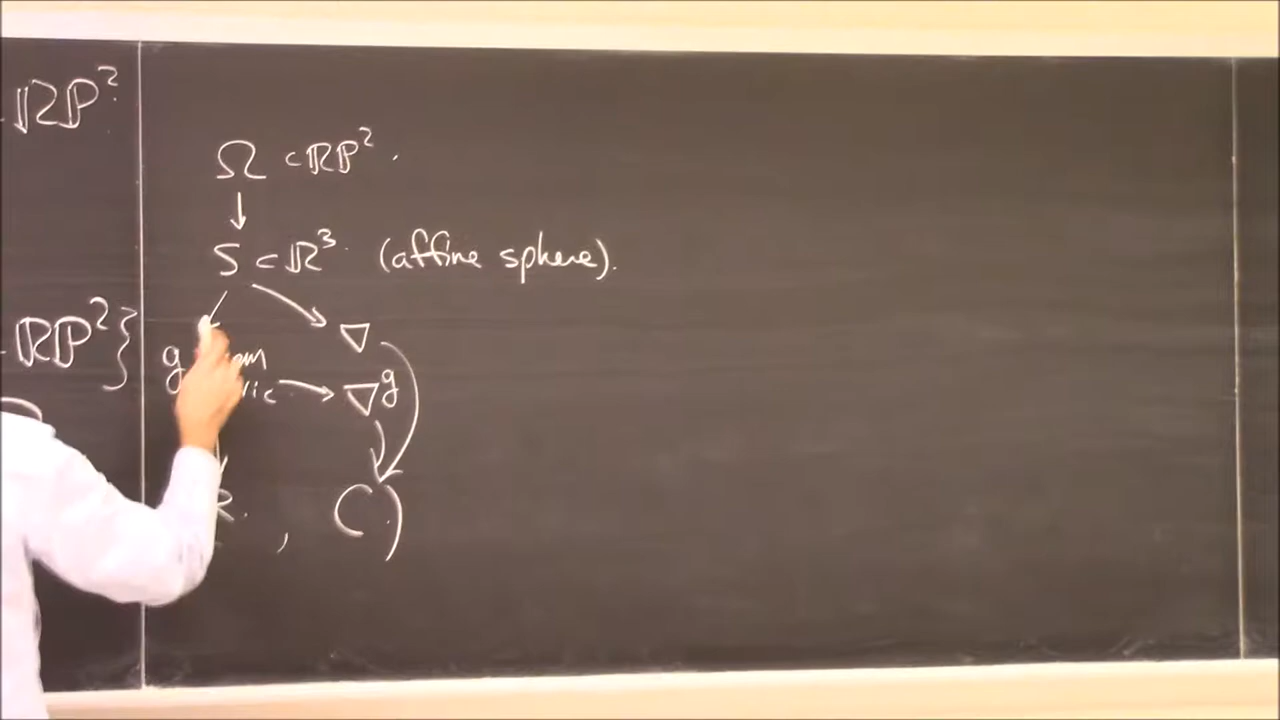 ℝℙ²
Ω ⊂ ℝℙ².
↓
S ⊂ ℝ³. (affine sphere).
∇
ℝℙ²}
g
→ ∇g
, C)